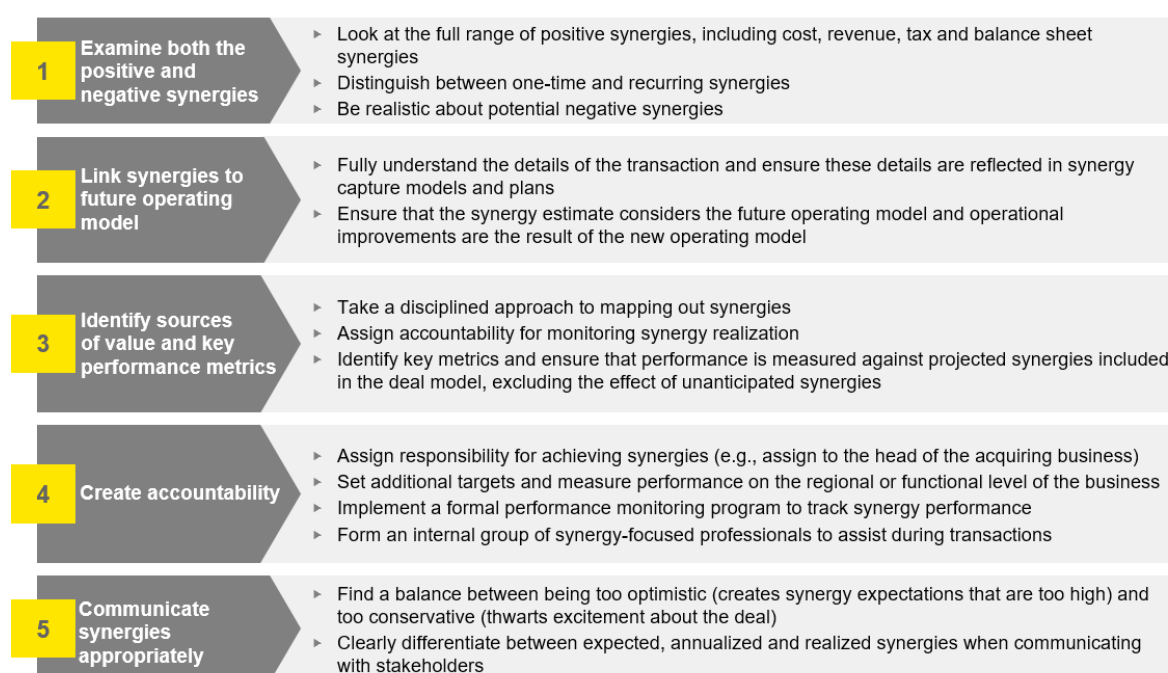 1
Examine both the
positive and
negative synergies
► Look at the full range of positive synergies, including cost, revenue, tax and balance sheet
synergies
► Distinguish between one-time and recurring synergies
► Be realistic about potential negative synergies
2
Link synergies to
future operating
model
► Fully understand the details of the transaction and ensure these details are reflected in synergy
capture models and plans
► Ensure that the synergy estimate considers the future operating model and operational
improvements are the result of the new operating model
3
Identify sources
of value and key
performance metrics
► Take a disciplined approach to mapping out synergies
► Assign accountability for monitoring synergy realization
► Identify key metrics and ensure that performance is measured against projected synergies included
in the deal model, excluding the effect of unanticipated synergies
4
Create accountability
► Assign responsibility for achieving synergies (e.g., assign to the head of the acquiring business)
► Set additional targets and measure performance on the regional or functional level of the business
► Implement a formal performance monitoring program to track synergy performance
► Form an internal group of synergy-focused professionals to assist during transactions
5
Communicate
synergies
appropriately
► Find a balance between being too optimistic (creates synergy expectations that are too high) and
too conservative (thwarts excitement about the deal)
► Clearly differentiate between expected, annualized and realized synergies when communicating
with stakeholders